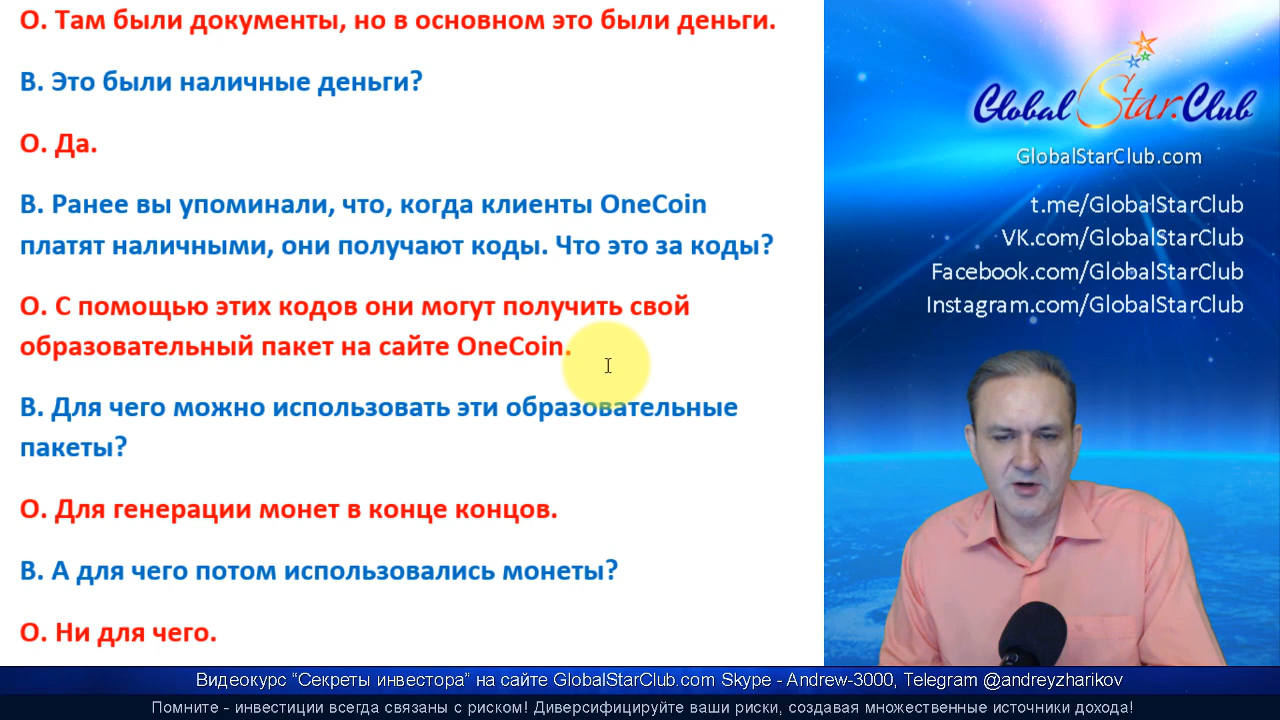 О. Там были документы, но в основном это были деньги.
В. Это были наличные деньги?
О. Да.
В. Ранее вы упоминали, что, когда клиенты OneCoin
платят наличными, они получают коды. Что это за коды?
О. С помощью этих кодов они могут получить свой
образовательный пакет на сайте OneCoin.
В. Для чего можно использовать эти образовательные
пакеты?
О. Для генерации монет в конце концов.
В. А для чего потом использовались монеты?
О. Ни для чего.
Global Star.Club
GlobalStarClub.com
t.me/GlobalStarClub
VK.com/GlobalStarClub
Facebook.com/GlobalStarClub
Instagram.com/GlobalStarClub
Видеокурс “Секреты инвестора” на сайте GlobalStarClub.com Skype - Andrew-3000, Telegram @andreyzharikov
Помните - инвестиции всегда связаны с риском! Диверсифицируйте ваши риски, создавая множественные источники дохода!